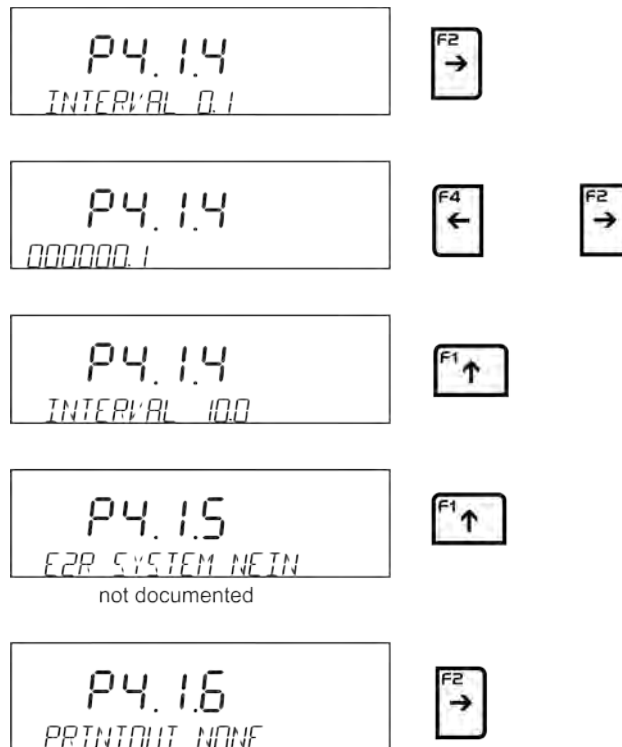 P4.1.4 F2 →
INTERVAL 0.1
P4.1.4 F4 ← F2 →
000000.1
P4.1.4 F1 ↑
INTERVAL 10.0
P4.1.5 F1 ↑
E2R SYSTEM NEIN
not documented
P4.1.6 F2 →
PRINTOUT NONE